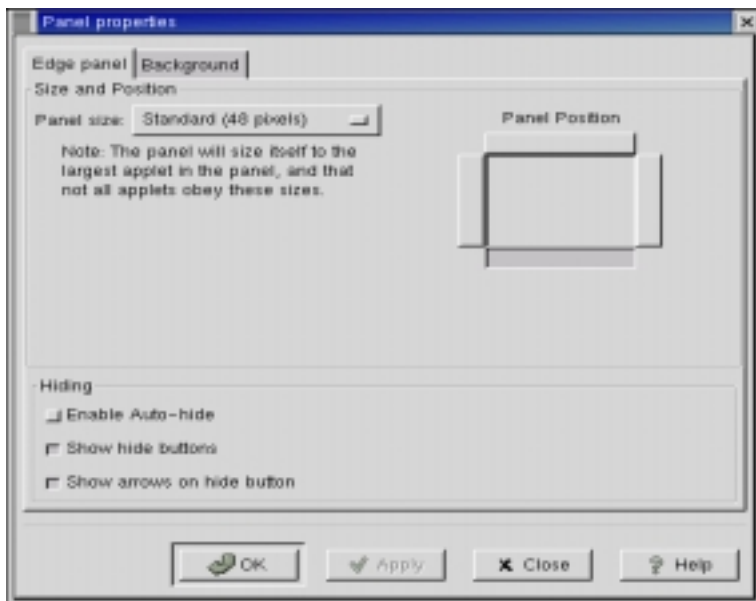 Panel properties
Edge panel
Background
Size and Position
Panel size: Standard (48 pixels)
Note: The panel will size itself to the
largest applet in the panel, and that
not all applets obey these sizes.
Panel Position
Hiding
Enable Auto-hide
Show hide buttons
Show arrows on hide button
OK
Apply
Close
Help